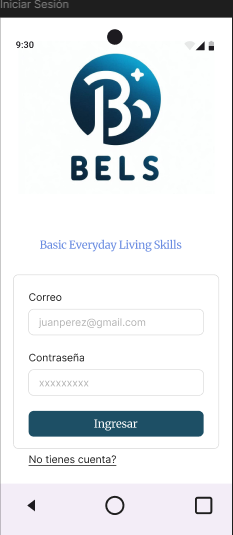 Iniciar Sesión
9:30
B
BELS
Basic Everyday Living Skills
Correo
juanperez@gmail.com
Contraseña
xxxxxxxxx
Ingresar
No tienes cuenta?